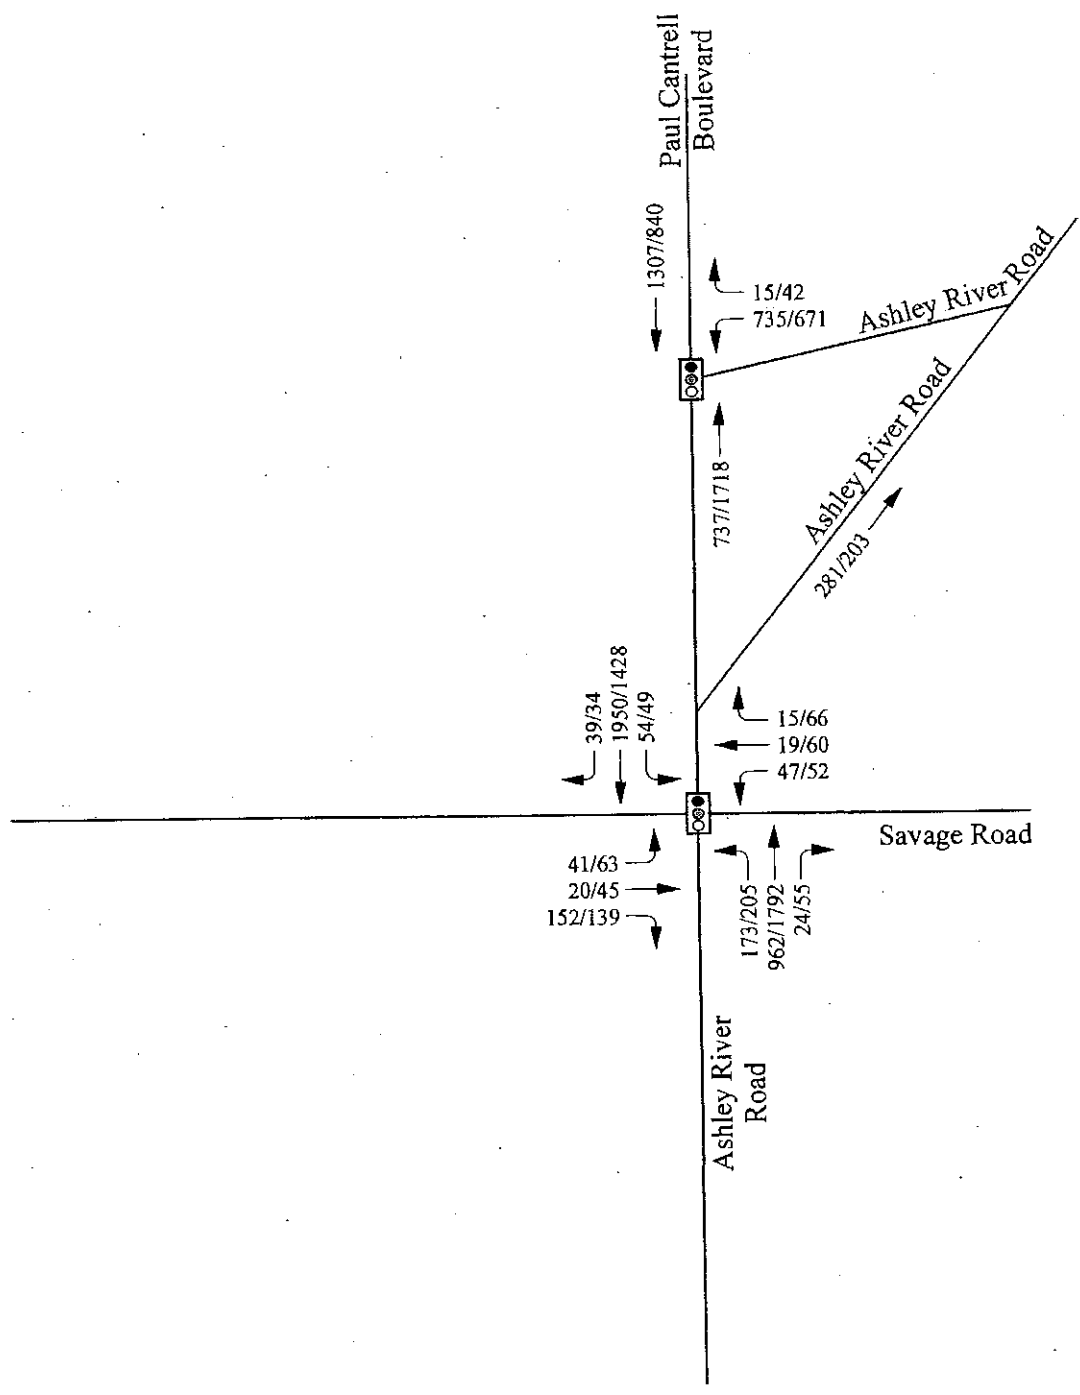 Paul Cantrell
Boulevard
1307/840
15/42
735/671
Ashley River Road
737/1718
Ashley River Road
281/203
39/34
1950/1428
54/49
15/66
19/60
47/52
Savage Road
41/63
20/45
152/139
173/205
962/1792
24/55
Ashley River
Road